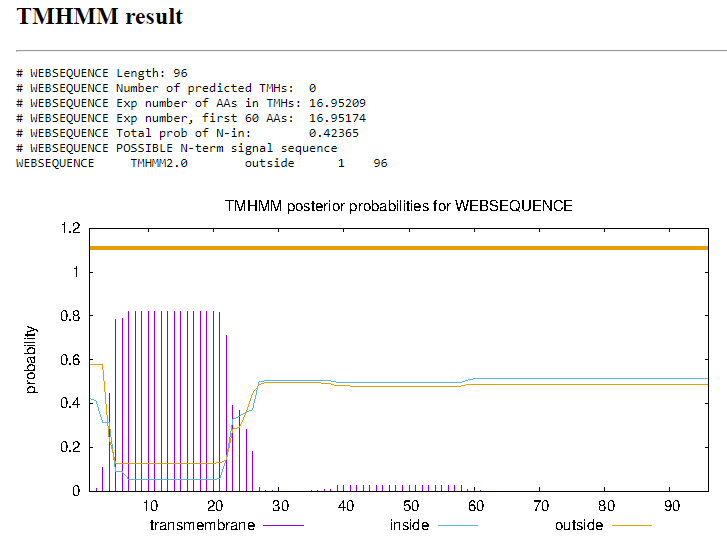 TMHMM result
# WEBSEQUENCE Length: 96
# WEBSEQUENCE Number of predicted TMHs:  0
# WEBSEQUENCE Exp number of AAs in TMHs: 16.95209
# WEBSEQUENCE Exp number, first 60 AAs:  16.95174
# WEBSEQUENCE Total prob of N-in:        0.42365
# WEBSEQUENCE POSSIBLE N-term signal sequence
WEBSEQUENCE     TMHMM2.0        outside      1    96
TMHMM posterior probabilities for WEBSEQUENCE
1.2
1
0.8
0.6
0.4
0.2
0
probability
10 20 30 40 50 60 70 80 90
transmembrane inside outside